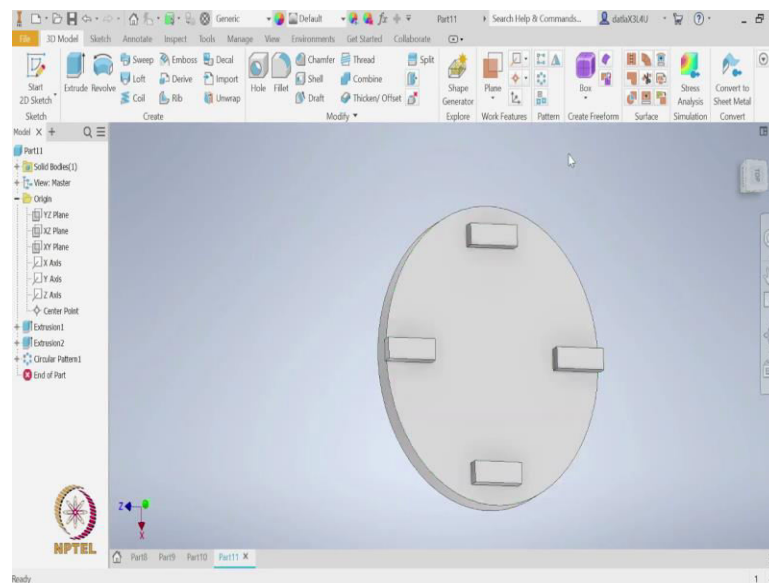 Generic Default Part11 Search Help & Commands... datlaX3L4U
File 3D Model Sketch Annotate Inspect Tools Manage View Environments Get Started Collaborate
Start 2D Sketch Extrude Revolve Sweep Emboss Decal Loft Derive Import Coil Rib Unwrap
Hole Fillet Chamfer Thread Split Shell Combine Draft Thicken/ Offset
Shape Generator Plane Box Stress Analysis Convert to Sheet Metal
Sketch Create Modify Explore Work Features Pattern Create Freeform Surface Simulation Convert
Model X +
Part11
Solid Bodies(1)
View: Master
Origin
YZ Plane
XZ Plane
XY Plane
X Axis
Y Axis
Z Axis
Center Point
Extrusion1
Extrusion2
Circular Pattern1
End of Part
TOP
Z
X
NPTEL
Part8 Part9 Part10 Part11 X
Ready 1